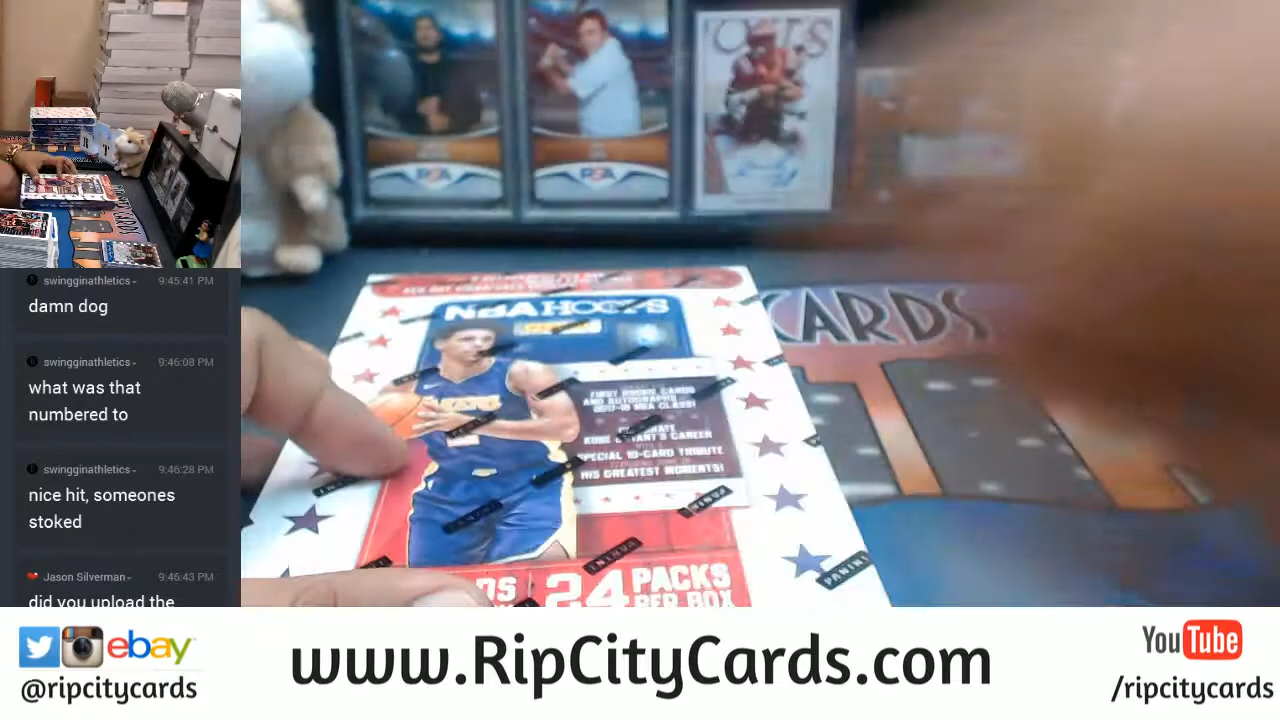 swingginathletics 9:45:41 PM
damn dog
swingginathletics 9:46:08 PM
what was that
numbered to
swingginathletics 9:46:28 PM
nice hit, someones
stoked
Jason Silverman 9:46:43 PM
did you upload the
NBA HOOPS
FIRST ROOKIE CARDS
AND AUTOGRAPHS
2017-18 NBA CLASS!
KOBE BRYANT'S CAREER
SPECIAL 10-CARD TRIBUTE
HIS GREATEST MOMENTS!
24 PACKS
PER BOX
PANINI
CARDS
ebay
@ripcitycards
www.RipCityCards.com
YouTube
/ripcitycards